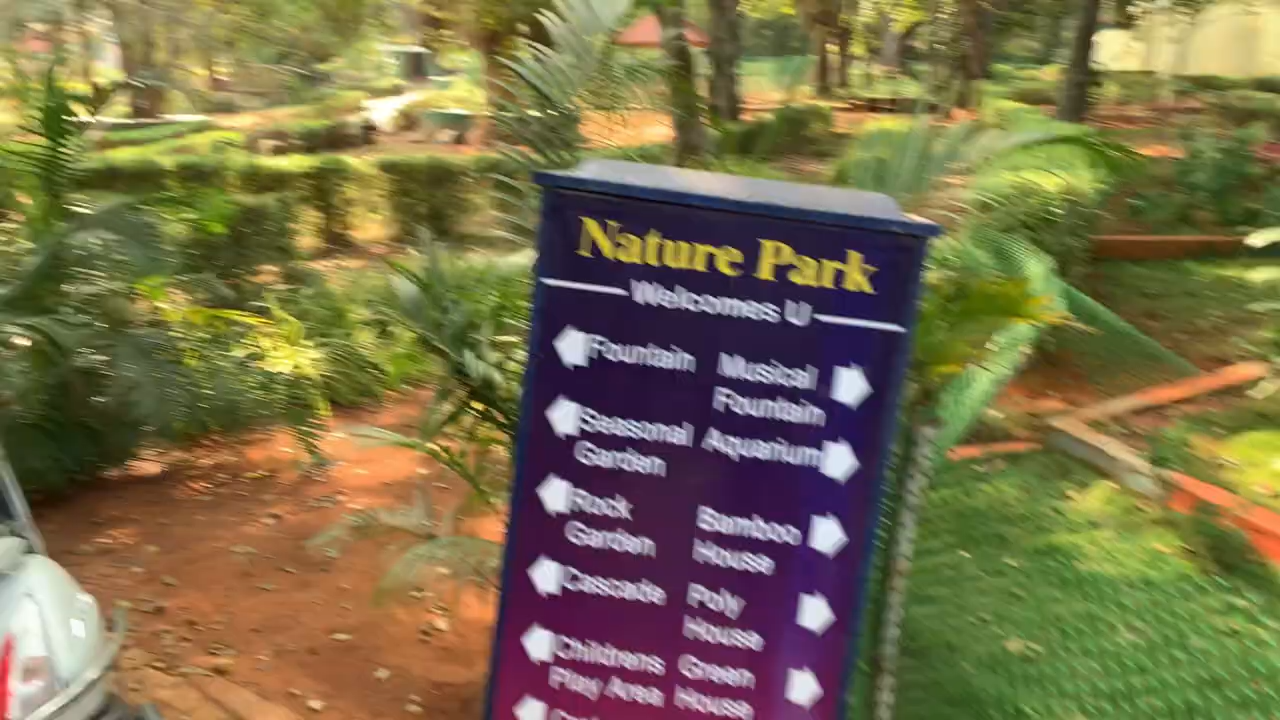 Nature Park
Welcomes U
Fountain
Musical
Fountain
Seasonal
Garden
Aquarium
Rock
Garden
Bamboo
House
Cascade
Poly
House
Childrens
Play Area
Green
House